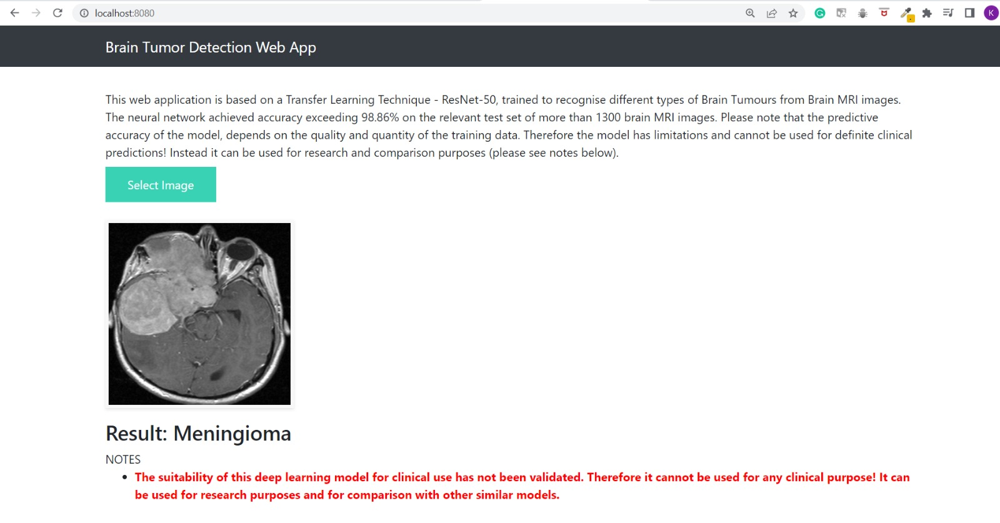 localhost:8080
K
Brain Tumor Detection Web App
This web application is based on a Transfer Learning Technique - ResNet-50, trained to recognise different types of Brain Tumours from Brain MRI images.
The neural network achieved accuracy exceeding 98.86% on the relevant test set of more than 1300 brain MRI images. Please note that the predictive
accuracy of the model, depends on the quality and quantity of the training data. Therefore the model has limitations and cannot be used for definite clinical
predictions! Instead it can be used for research and comparison purposes (please see notes below).
Select Image
Result: Meningioma
NOTES
The suitability of this deep learning model for clinical use has not been validated. Therefore it cannot be used for any clinical purpose! It can
be used for research purposes and for comparison with other similar models.